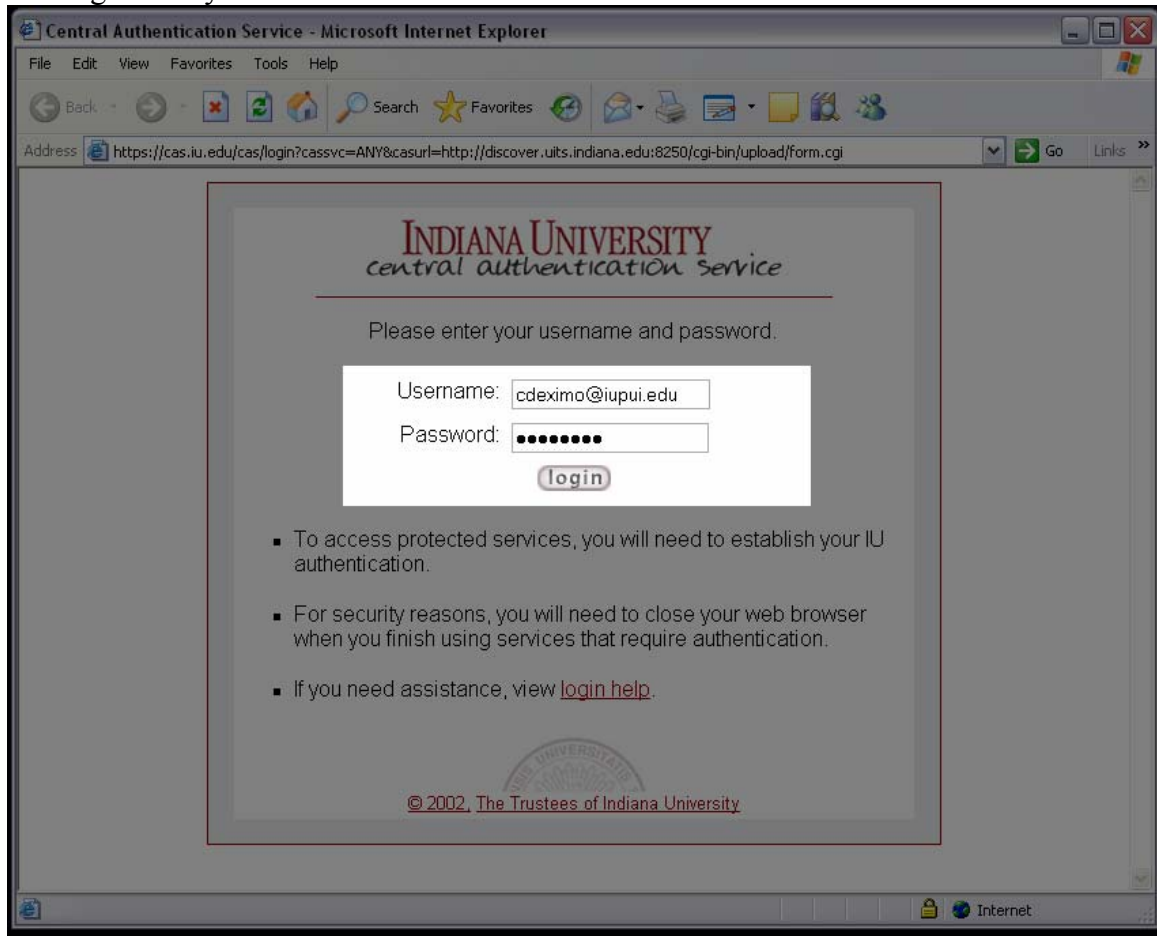 Central Authentication Service - Microsoft Internet Explorer
File Edit View Favorites Tools Help
Back Search Favorites
Address https://cas.iu.edu/cas/login?cassvc=ANY&casurl=http://discover.uits.indiana.edu:8250/cgi-bin/upload/form.cgi Go Links »
INDIANA UNIVERSITY
central authentication service
Please enter your username and password.
Username: cdeximo@iupui.edu
Password: ••••••••
login
▪ To access protected services, you will need to establish your IU
authentication.
▪ For security reasons, you will need to close your web browser
when you finish using services that require authentication.
▪ If you need assistance, view login help.
© 2002, The Trustees of Indiana University
Internet